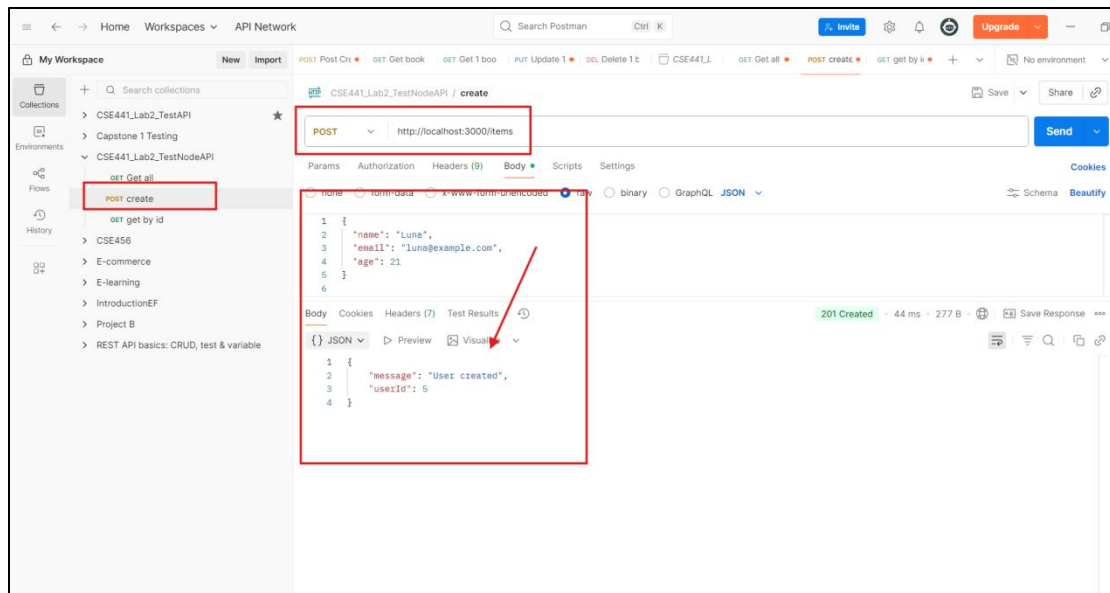 Home Workspaces API Network Search Postman Ctrl K Invite Upgrade
My Workspace New Import POST Post Cre GET Get book GET Get 1 boo PUT Update 1 DEL Delete 1 b CSE441_L GET Get all POST create GET get by i No environment
Collections
Environments
Flows
History
Search collections
CSE441_Lab2_TestAPI
Capstone 1 Testing
CSE441_Lab2_TestNodeAPI
GET Get all
POST create
GET get by id
CSE456
E-commerce
E-learning
IntroductionEF
Project B
REST API basics: CRUD, test & variable
CSE441_Lab2_TestNodeAPI / create Save Share
POST http://localhost:3000/items Send
Params Authorization Headers (9) Body Scripts Settings Cookies
none form-data x-www-form-urlencoded raw binary GraphQL JSON Schema Beautify
1 {
2 "name": "Luna",
3 "email": "luna@example.com",
4 "age": 21
5 }
6
Body Cookies Headers (7) Test Results 201 Created 44 ms 277 B Save Response
{} JSON Preview
1 {
2 "message": "User created",
3 "userId": 5
4 }